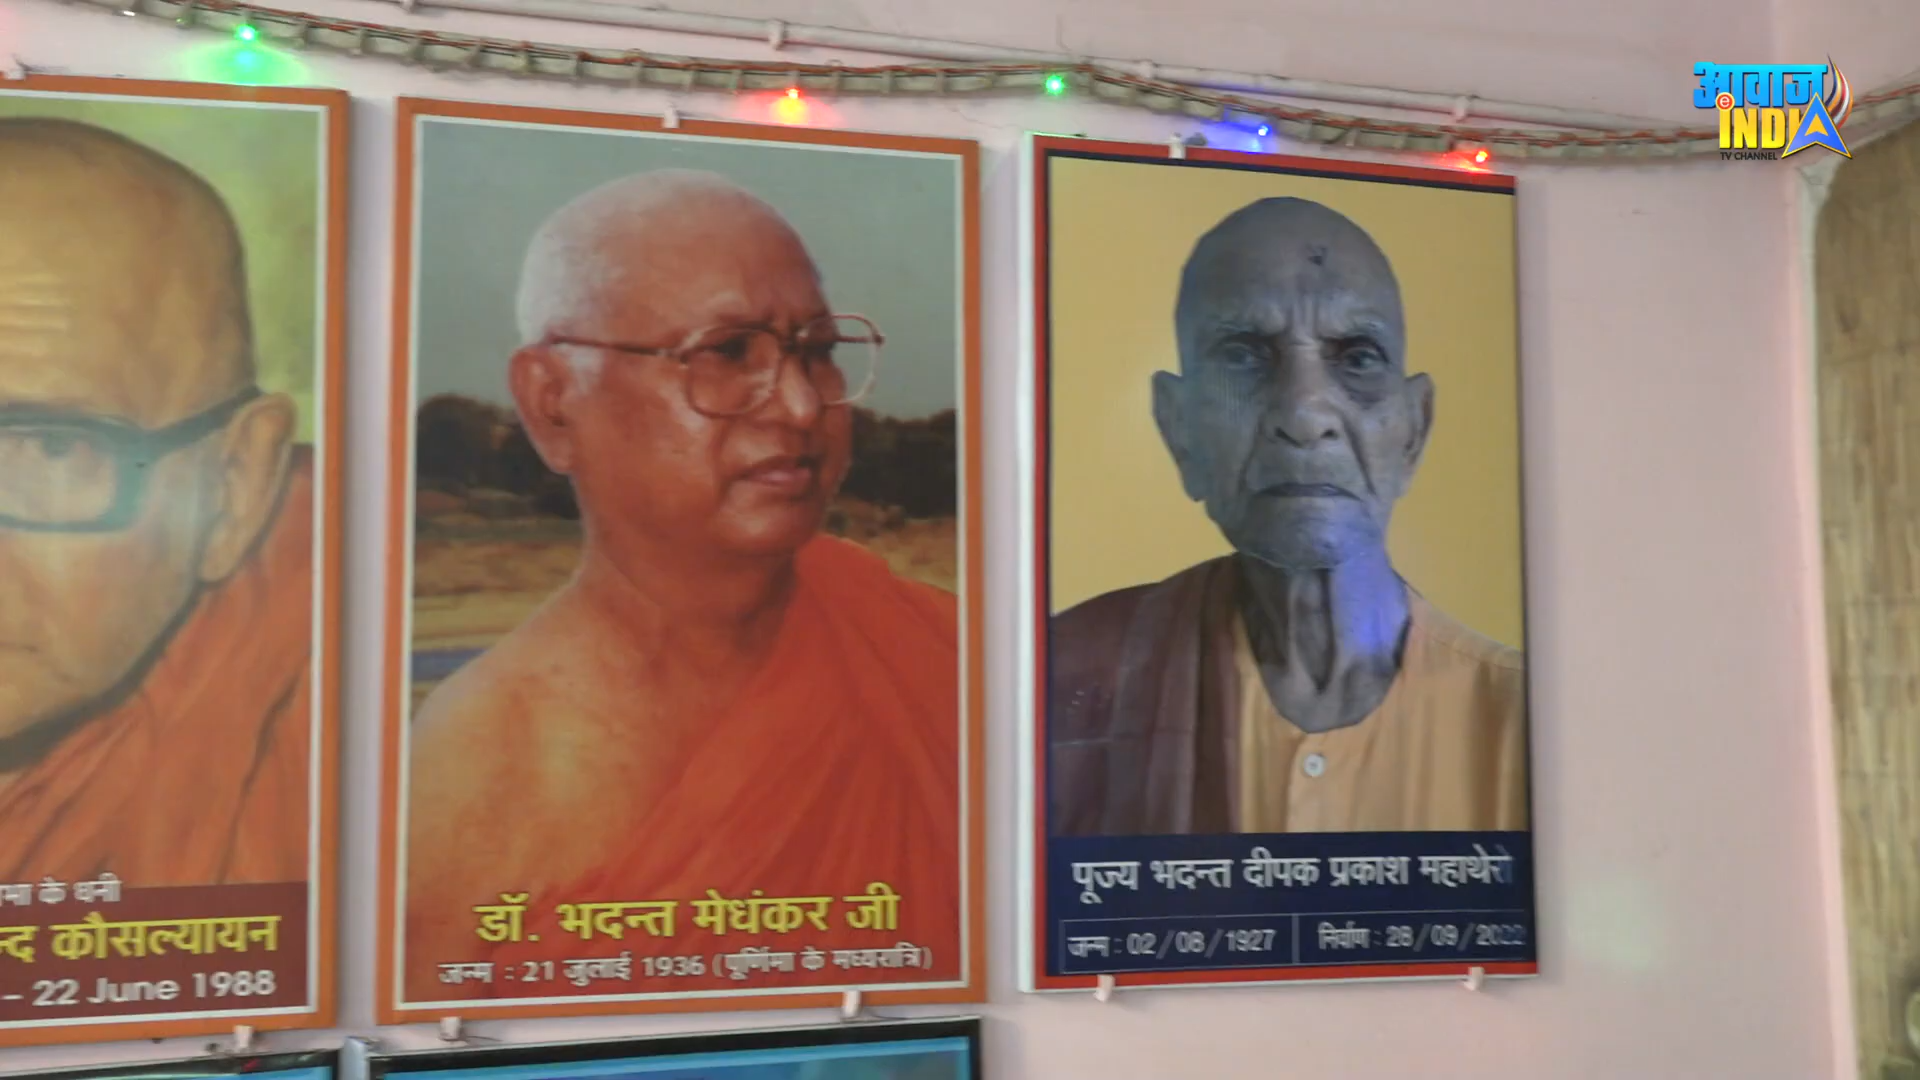 आवाज
e
INDIA
TV CHANNEL
के धनी
कौसल्यायन
– 22 June 1988
डॉ. भदन्त मेधंकर जी
जन्म : 21 जुलाई 1936 (पूर्णिमा के मध्यरात्रि)
पूज्य भदन्त दीपक प्रकाश महाथेरो
जन्म : 02/08/1927
निर्वाण : 28/09/2022